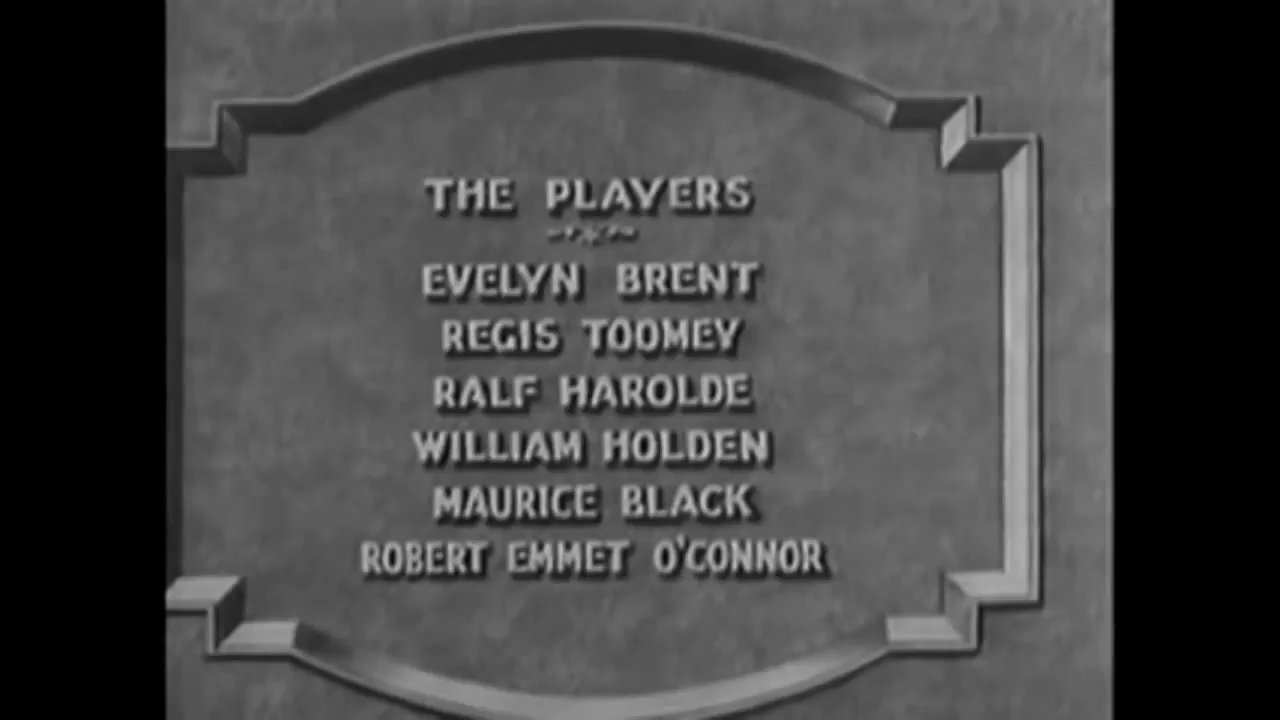 THE PLAYERS
EVELYN BRENT
REGIS TOOMEY
RALF HAROLDE
WILLIAM HOLDEN
MAURICE BLACK
ROBERT EMMET O'CONNOR